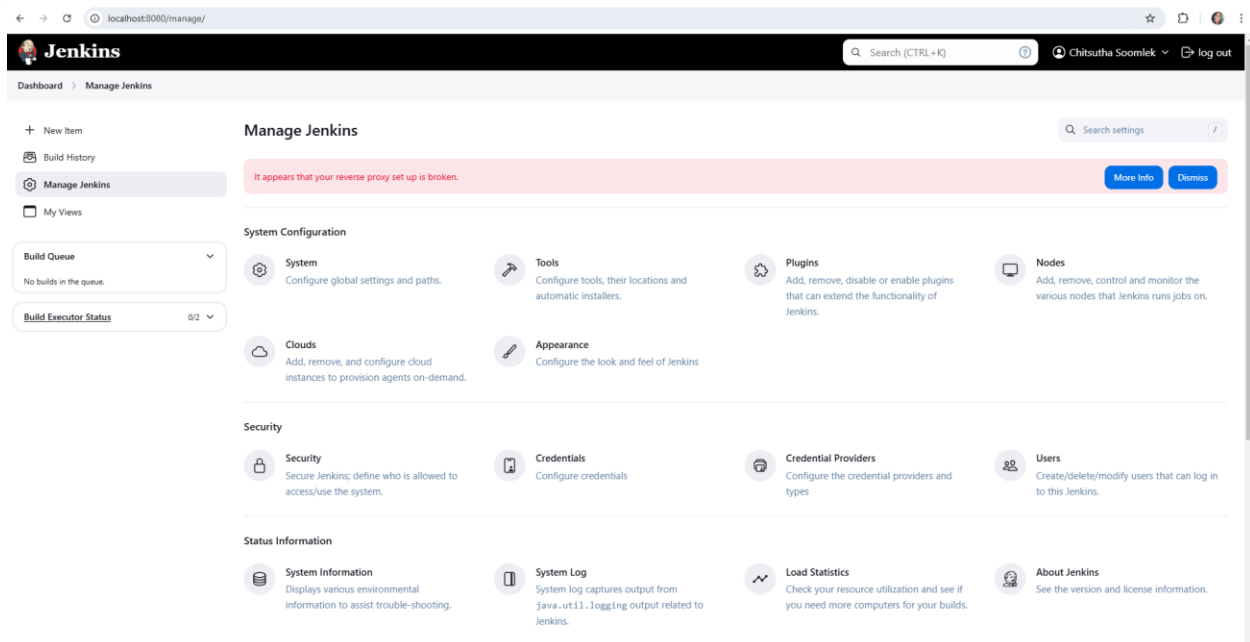 localhost:8080/manage/
Jenkins
Search (CTRL+K)
Chitsutha Soomlek
log out
Dashboard > Manage Jenkins
New Item
Build History
Manage Jenkins
My Views
Build Queue
No builds in the queue.
Build Executor Status
0/2
Manage Jenkins
Search settings
/
It appears that your reverse proxy set up is broken.
More Info
Dismiss
System Configuration
System
Configure global settings and paths.
Tools
Configure tools, their locations and
automatic installers.
Plugins
Add, remove, disable or enable plugins
that can extend the functionality of
Jenkins.
Nodes
Add, remove, control and monitor the
various nodes that Jenkins runs jobs on.
Clouds
Add, remove, and configure cloud
instances to provision agents on-demand.
Appearance
Configure the look and feel of Jenkins
Security
Security
Secure Jenkins; define who is allowed to
access/use the system.
Credentials
Configure credentials
Credential Providers
Configure the credential providers and
types
Users
Create/delete/modify users that can log in
to this Jenkins.
Status Information
System Information
Displays various environmental
information to assist trouble-shooting.
System Log
System log captures output from
java.util.logging output related to
Jenkins.
Load Statistics
Check your resource utilization and see if
you need more computers for your builds.
About Jenkins
See the version and license information.